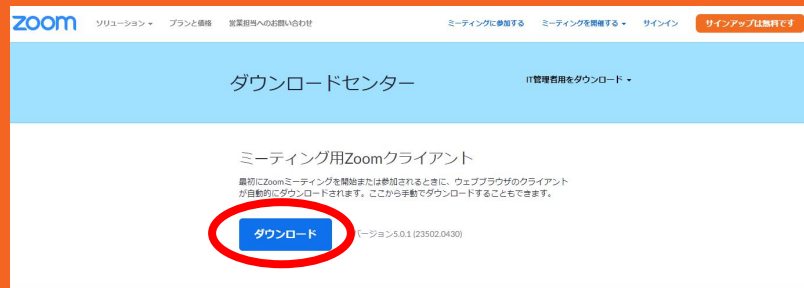 zoom ソリューション プランと価格 営業担当へのお問い合わせ ミーティングに参加する ミーティングを開催する サインイン サインアップは無料です
ダウンロードセンター IT管理者用をダウンロード
ミーティング用Zoomクライアント
最初にZoomミーティングを開始または参加されるときに、ウェブブラウザのクライアント
が自動的にダウンロードされます。ここから手動でダウンロードすることもできます。
ダウンロード ージョン5.0.1 (23502.0430)